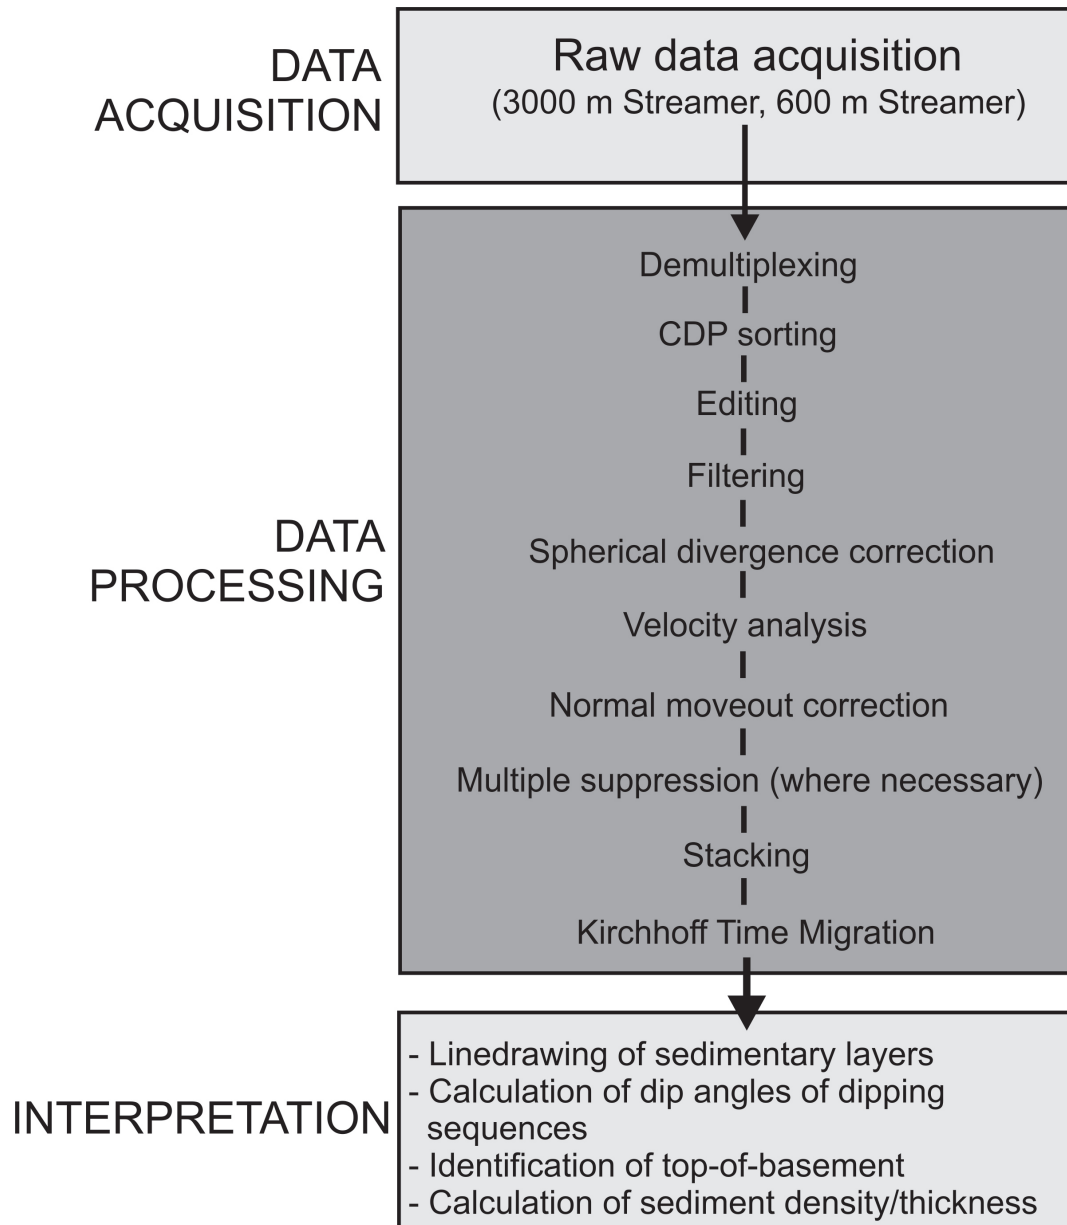 DATA
ACQUISITION
Raw data acquisition
(3000 m Streamer, 600 m Streamer)
DATA
PROCESSING
Demultiplexing
CDP sorting
Editing
Filtering
Spherical divergence correction
Velocity analysis
Normal moveout correction
Multiple suppression (where necessary)
Stacking
Kirchhoff Time Migration
INTERPRETATION
- Linedrawing of sedimentary layers
- Calculation of dip angles of dipping
sequences
- Identification of top-of-basement
- Calculation of sediment density/thickness